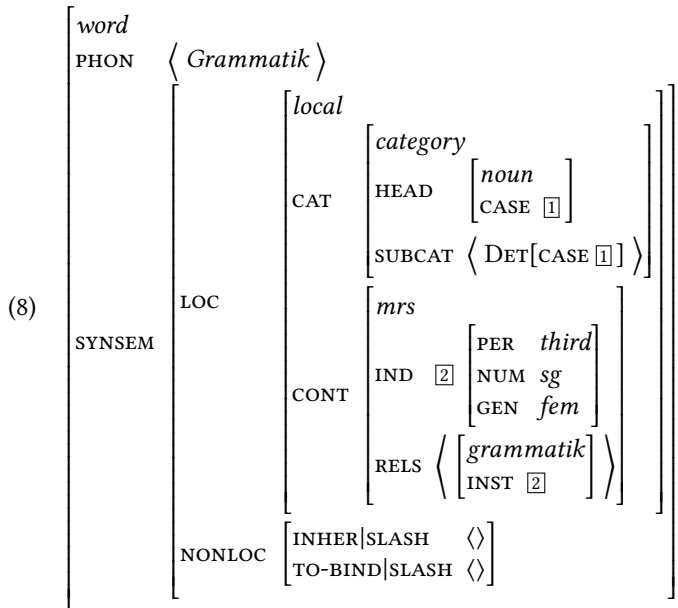 word
PHON ⟨ Grammatik ⟩
local
category
HEAD noun
CASE 1
CAT
SUBCAT ⟨ DET[CASE 1] ⟩
LOC
(8)
mrs
SYNSEM
PER third
IND 2 NUM sg
GEN fem
CONT
RELS ⟨ [grammatik
INST 2] ⟩
NONLOC [INHER|SLASH ⟨⟩
TO-BIND|SLASH ⟨⟩]